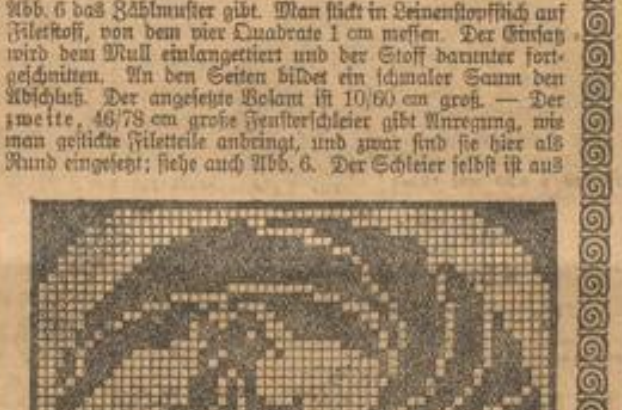 Abb. 6 das Zählmuster gibt. Man stickt in Leinenstopfstich auf
Filetstoff, von dem vier Quadrate 1 cm messen. Der Einsatz
wird dem Mull einlangettiert und der Stoff darunter fort-
geschnitten. An den Seiten bildet ein schmaler Saum den
Abschluß. Der angesetzte Volant ist 10/60 cm groß. — Der
zweite, 46/78 cm große Fensterschleier gibt Anregung, wie
man gestickte Filetteile anbringt, und zwar sind sie hier als
Rund eingesetzt; siehe auch Abb. 6. Der Schleier selbst ist aus